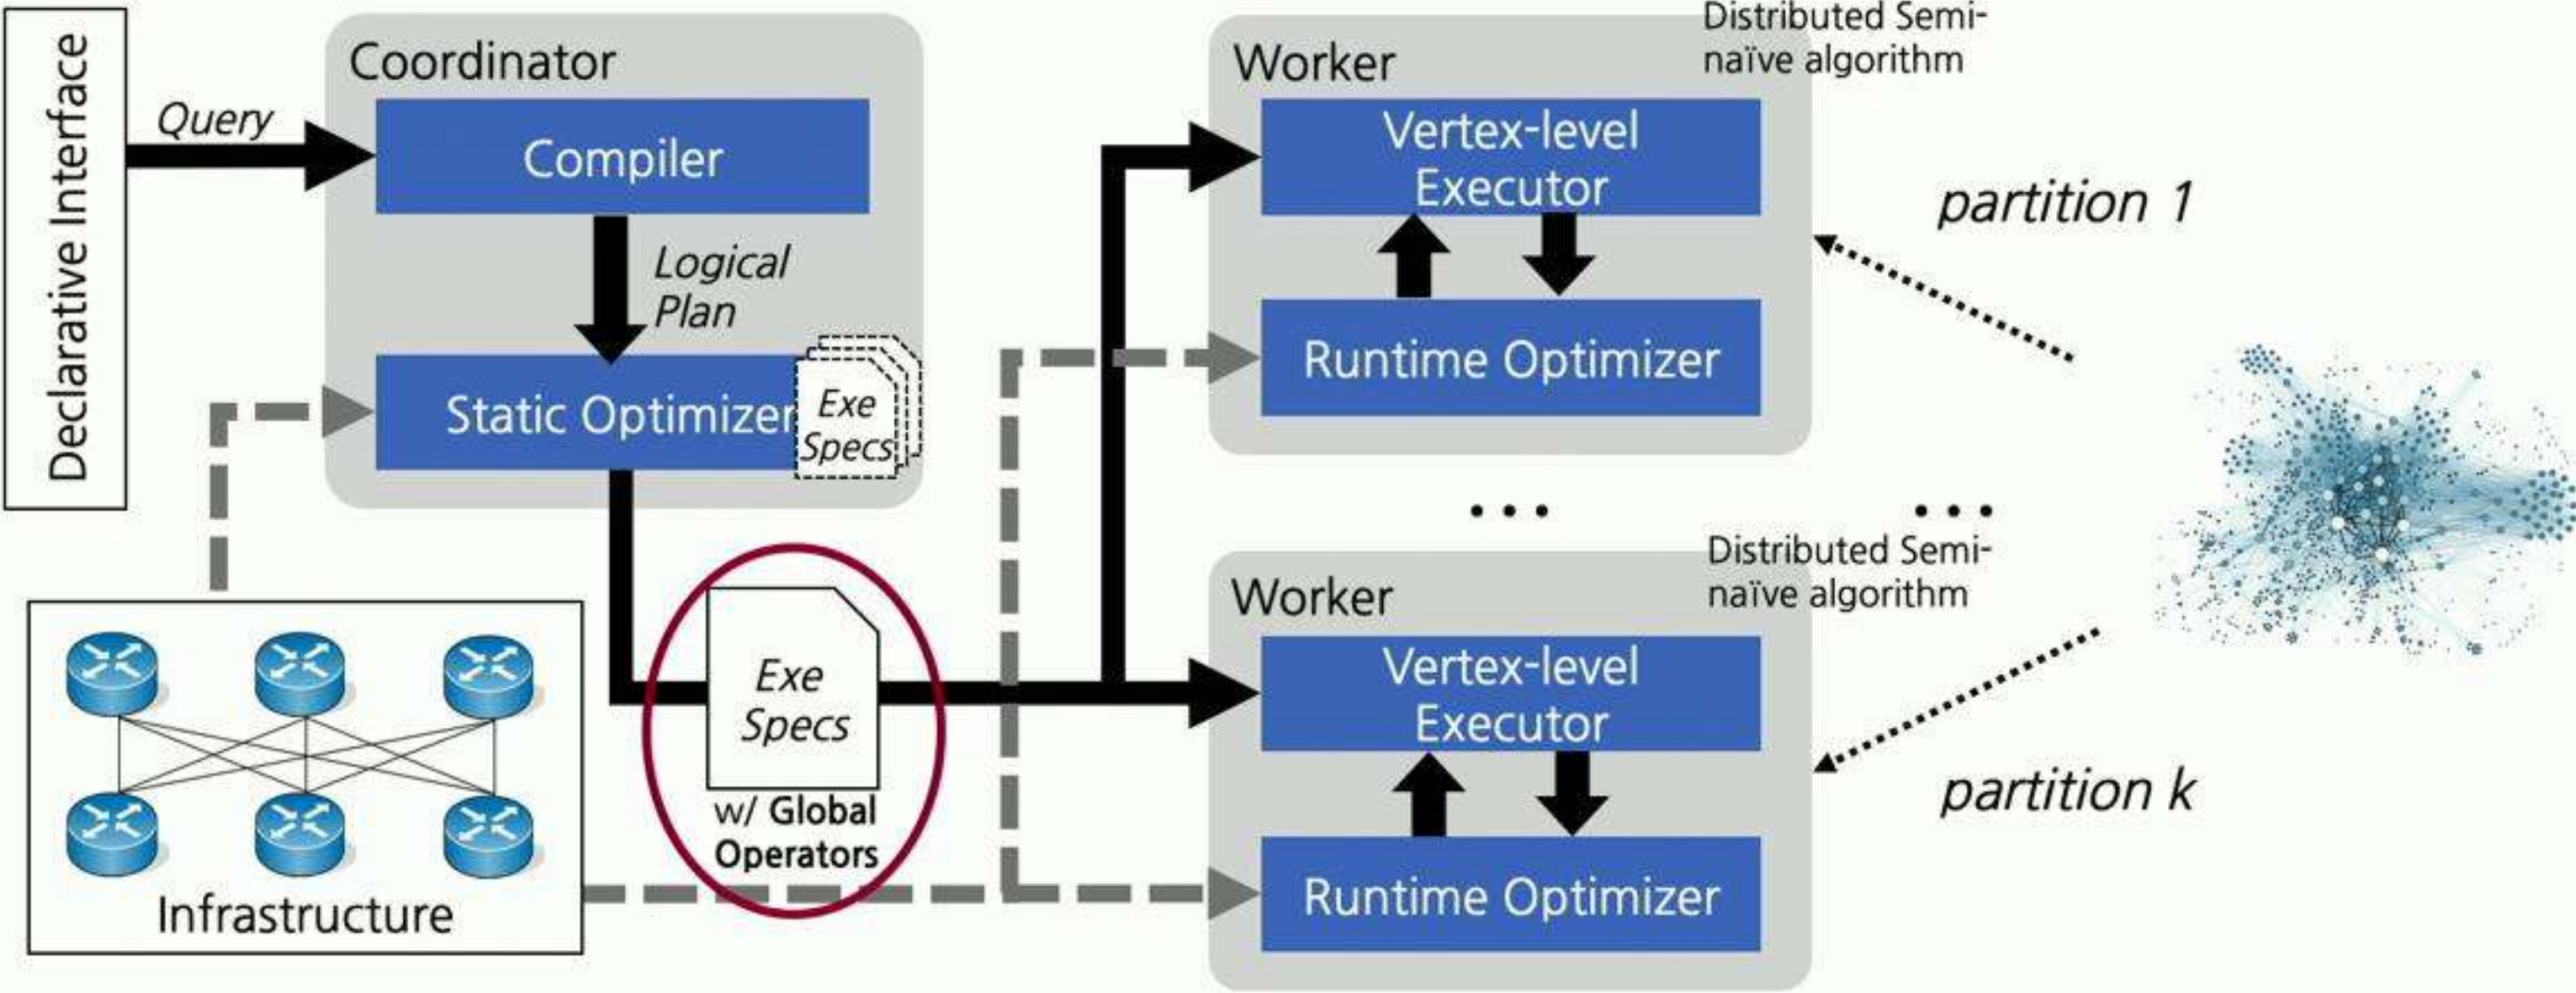 Declarative Interface
Query
Coordinator
Compiler
Logical
Plan
Static Optimizer
Exe
Specs
Exe
Specs
w/ Global
Operators
Infrastructure
Worker
Distributed Semi-
naïve algorithm
Vertex-level
Executor
Runtime Optimizer
partition 1
...
...
Worker
Distributed Semi-
naïve algorithm
Vertex-level
Executor
Runtime Optimizer
partition k